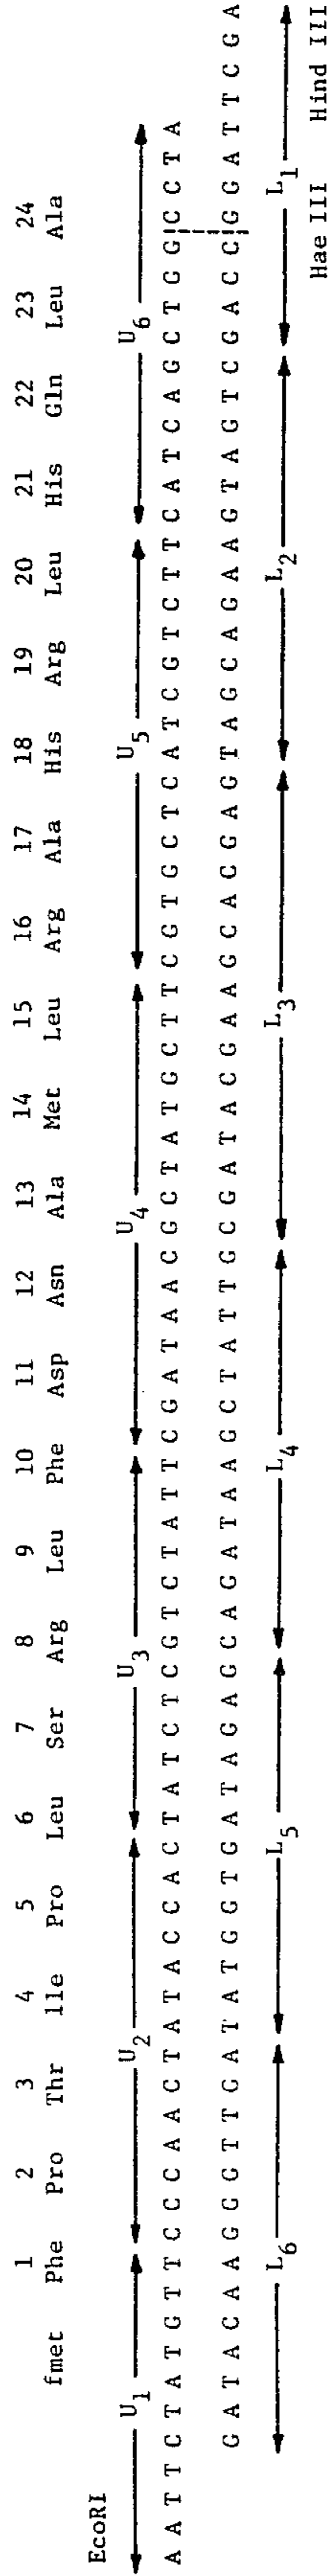 1 2 3 4 5 6 7 8 9 10 11 12 13 14 15 16 17 18 19 20 21 22 23 24
fmet Phe Pro Thr Ile Pro Leu Ser Arg Leu Phe Asp Asn Ala Met Leu Arg Ala His Arg Leu His Gln Leu Ala
EcoRI
U1 U2 U3 U4 U5 U6
A A T T C T A T G T T C C C A A C T A T A C C A C T A T C T C G T C T A T T C G A T A A C G C T A T G C T T C G T G C T C A T C G T C T T C A T C A G C T G G C C T A
G A T A C A A G G G T T G A T A T G G T G A T A G A G C A G A T A A G C T A T T G C G A T A C G A A G C A C G A G T A G C A G A A G T A G T C G A C C G G A T T C G A
L6 L5 L4 L3 L2 L1
Hae III Hind III